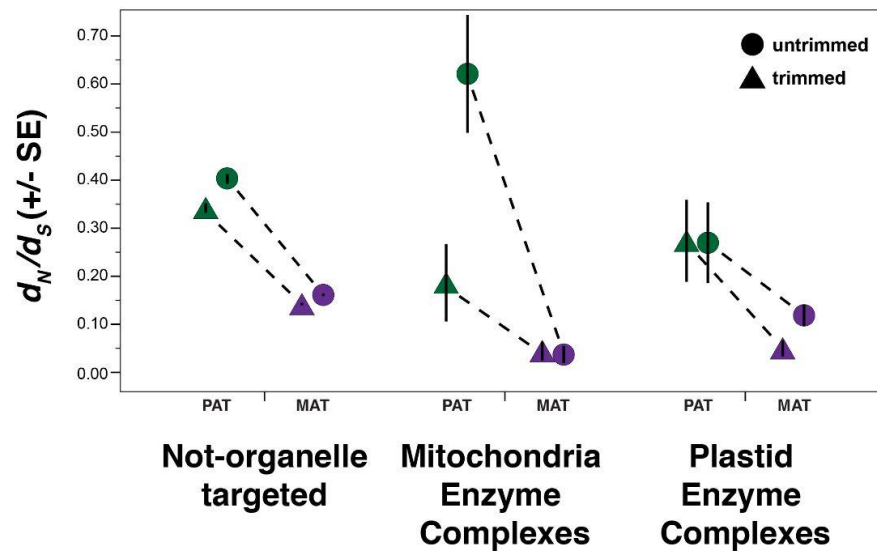 0.70
untrimmed
trimmed
0.60
0.50
0.40
0.30
0.20
0.10
0.00
dN/dS (+/- SE)
PAT MAT PAT MAT PAT MAT
Not-organelle
targeted
Mitochondria
Enzyme
Complexes
Plastid
Enzyme
Complexes